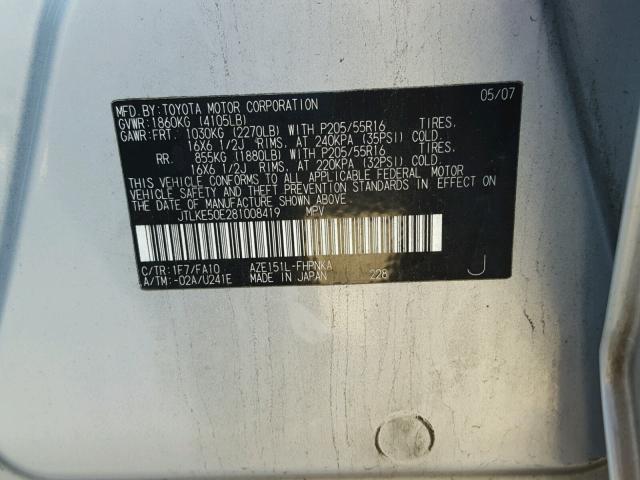 MFD. BY: TOYOTA MOTOR CORPORATION 05/07
GVWR: 1860KG (4105LB)
GAWR: FRT. 1030KG (2270LB) WITH P205/55R16 TIRES.
16X6 1/2J RIMS, AT 240KPA (35PSI) COLD.
RR. 855KG (1880LB) WITH P205/55R16 TIRES.
16X6 1/2J RIMS, AT 220KPA (32PSI) COLD.
THIS VEHICLE CONFORMS TO ALL APPLICABLE FEDERAL MOTOR
VEHICLE SAFETY AND THEFT PREVENTION STANDARDS IN EFFECT
ON THE DATE OF MANUFACTURE SHOWN ABOVE.
JTLKE50E281008419 MPV
C/TR: 1F7/FA10 AZE151L-FHPNKA
A/TM: -02A/U241E MADE IN JAPAN 228 J